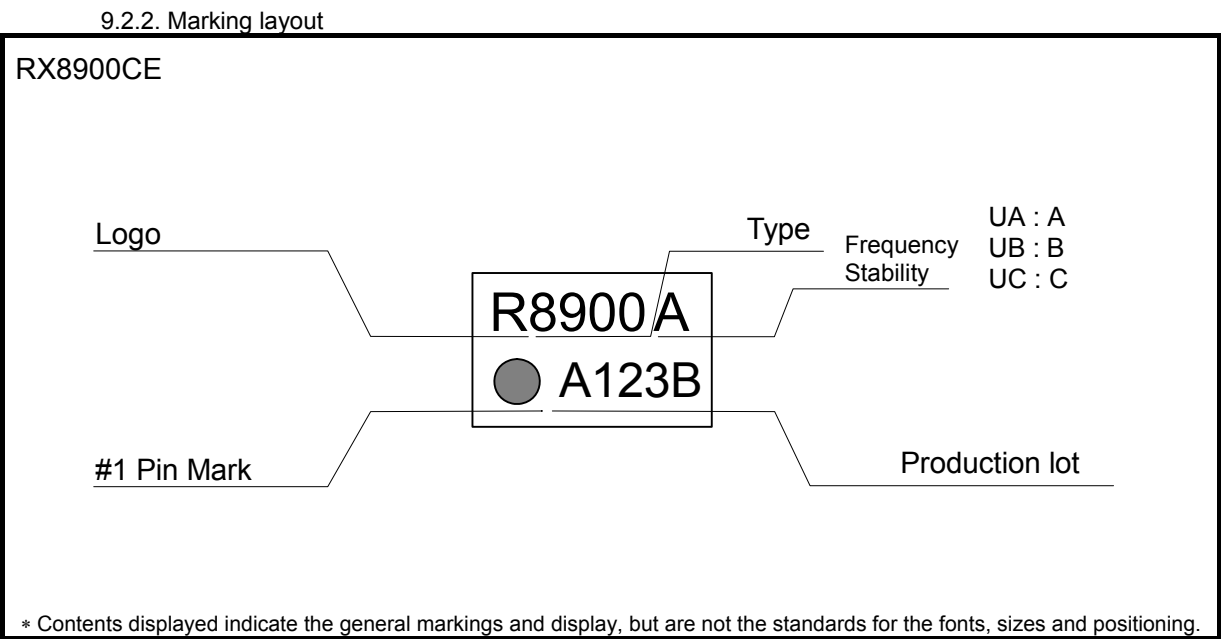 9.2.2. Marking layout
RX8900CE
Logo
Type
Frequency
Stability
UA : A
UB : B
UC : C
R8900 A
A123B
#1 Pin Mark
Production lot
* Contents displayed indicate the general markings and display, but are not the standards for the fonts, sizes and positioning.